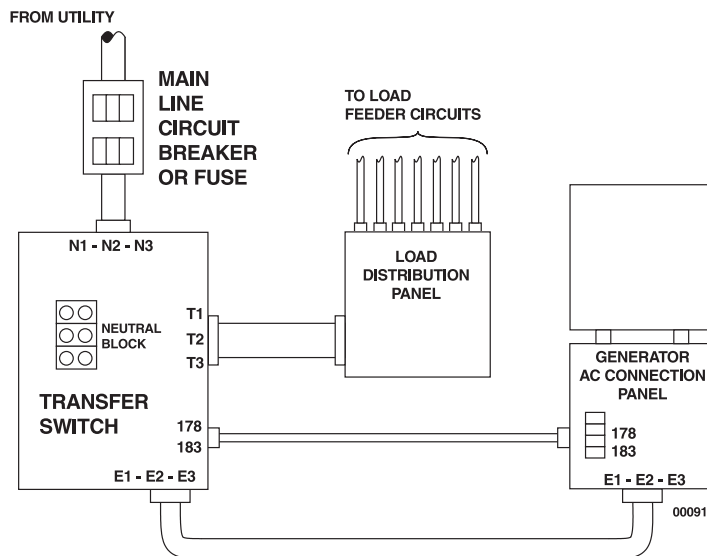 FROM UTILITY
MAIN
LINE
CIRCUIT
BREAKER
OR FUSE
TO LOAD
FEEDER CIRCUITS
N1 - N2 - N3
NEUTRAL
BLOCK
T1
T2
T3
LOAD
DISTRIBUTION
PANEL
TRANSFER
SWITCH
178
183
E1 - E2 - E3
GENERATOR
AC CONNECTION
PANEL
178
183
E1 - E2 - E3
00091